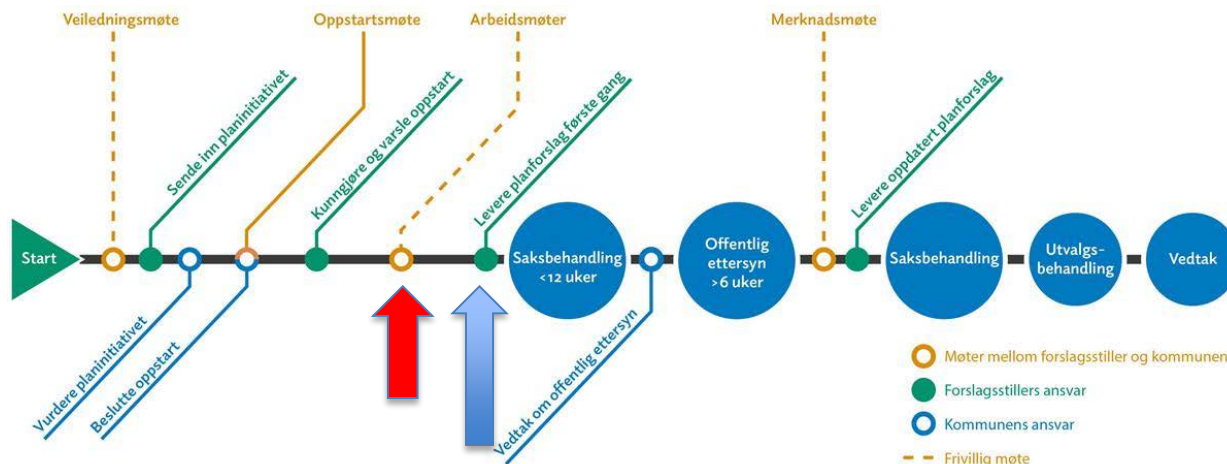 Veiledningsmøte
Oppstartsmøte
Arbeidsmøter
Merknadsmøte
Sende inn planinitiativet
Kunngjøre og varsle oppstart
Levere planforslag første gang
Levere oppdatert planforslag
Start
Saksbehandling
<12 uker
Offentlig
ettersyn
>6 uker
Saksbehandling
Utvalgs-
behandling
Vedtak
Vurdere planinitiativet
Beslutte oppstart
Vedtak om offentlig ettersyn
Møter mellom forslagsstiller og kommunen
Forslagsstillers ansvar
Kommunens ansvar
Frivillig møte